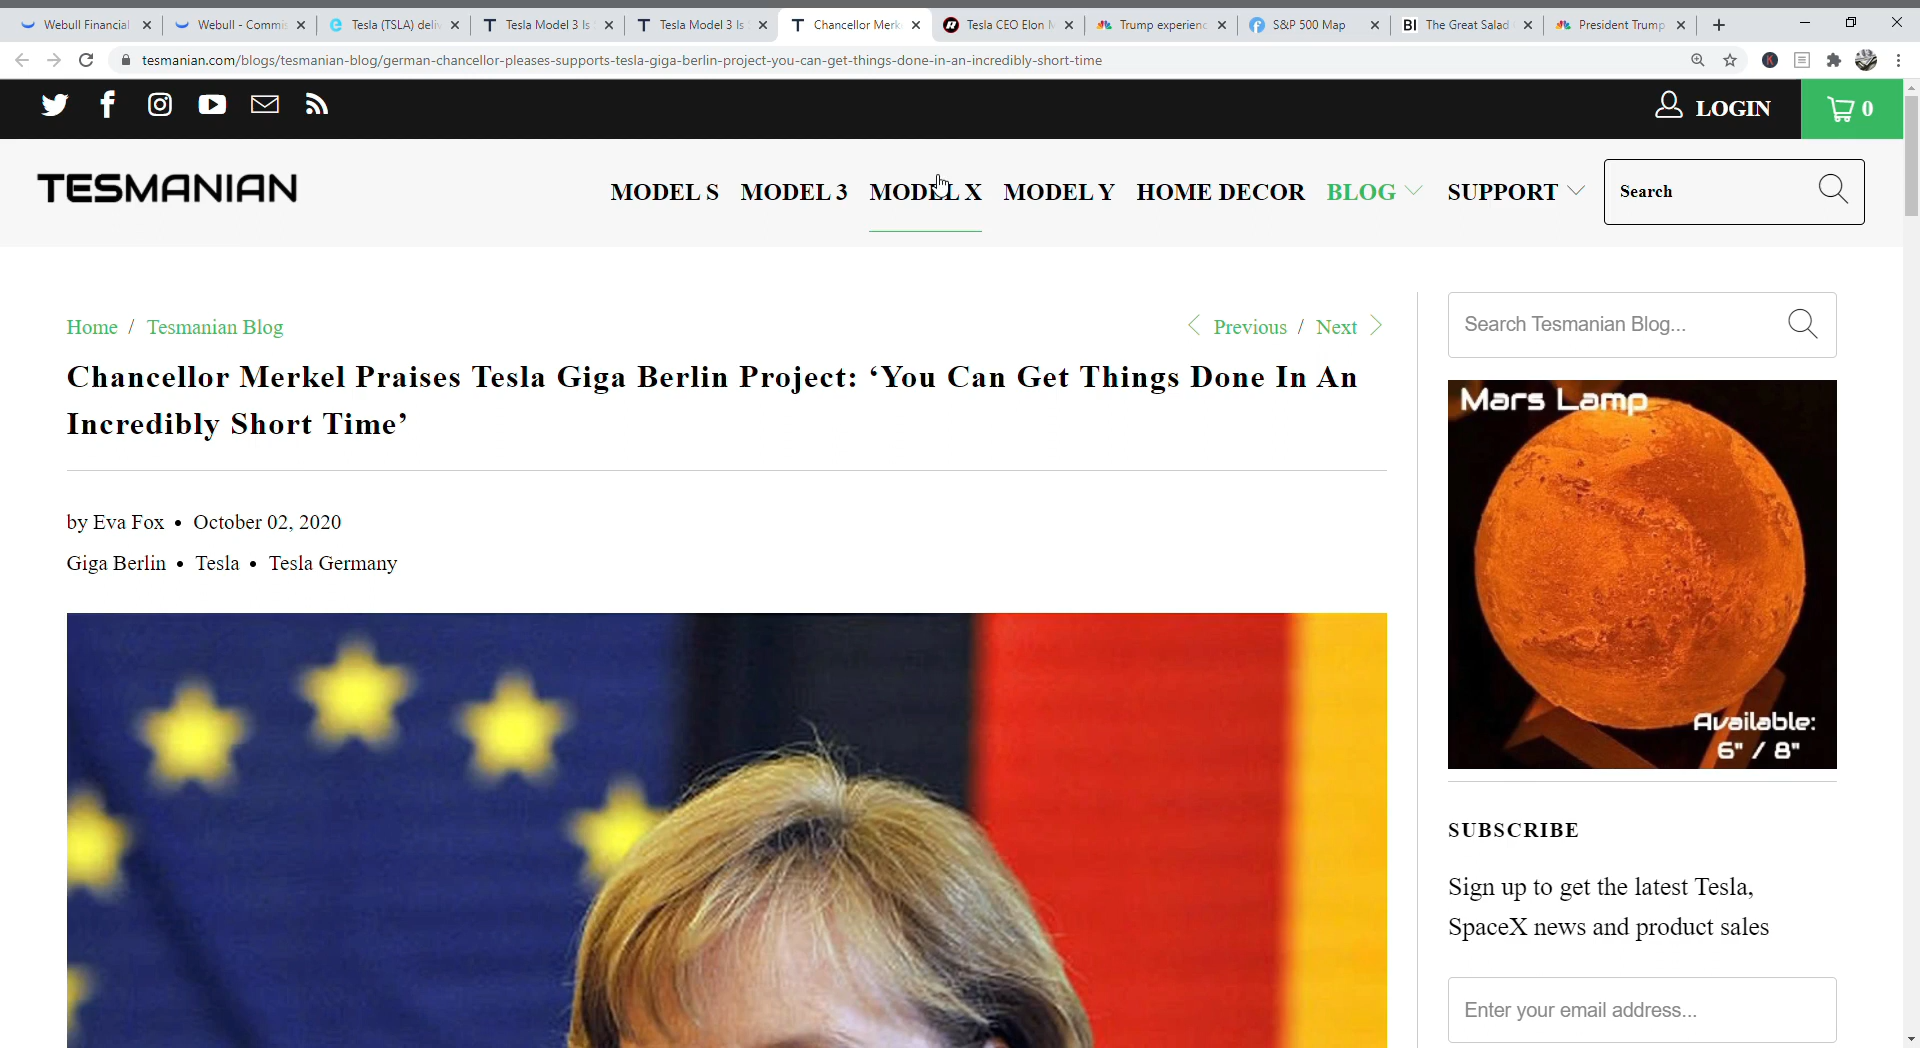 Webull Financial
Webull - Commis
Tesla (TSLA) deliv
Tesla Model 3 Is
Tesla Model 3 Is
Chancellor Merk
Tesla CEO Elon M
Trump experienc
S&P 500 Map
BI The Great Salad
President Trump
tesmanian.com/blogs/tesmanian-blog/german-chancellor-pleases-supports-tesla-giga-berlin-project-you-can-get-things-done-in-an-incredibly-short-time
LOGIN
0
TESMANIAN
MODEL S MODEL 3 MODEL X MODEL Y HOME DECOR BLOG SUPPORT
Search
Home / Tesmanian Blog
Previous / Next
Chancellor Merkel Praises Tesla Giga Berlin Project: ‘You Can Get Things Done In An
Incredibly Short Time’
by Eva Fox • October 02, 2020
Giga Berlin • Tesla • Tesla Germany
Search Tesmanian Blog...
Mars Lamp
Available:
6" / 8"
SUBSCRIBE
Sign up to get the latest Tesla,
SpaceX news and product sales
Enter your email address...